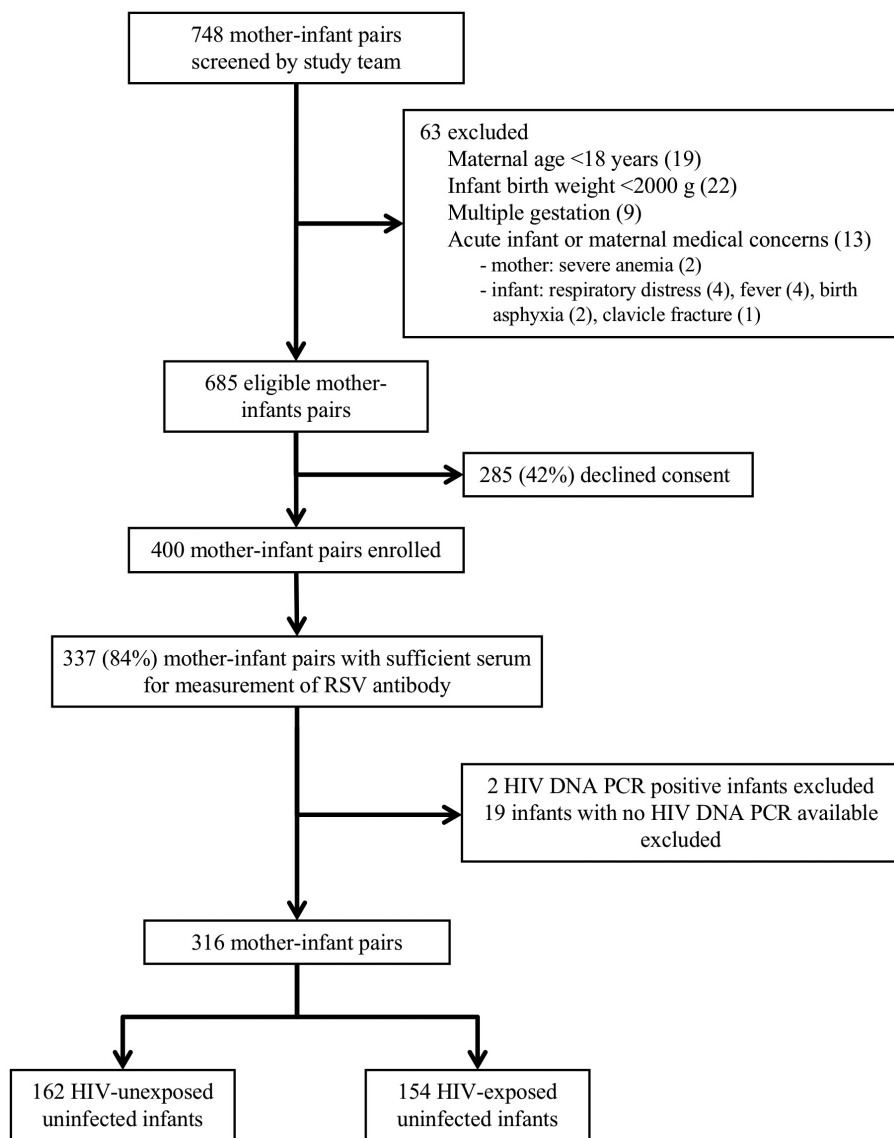 748 mother-infant pairs
screened by study team
63 excluded
Maternal age <18 years (19)
Infant birth weight <2000 g (22)
Multiple gestation (9)
Acute infant or maternal medical concerns (13)
- mother: severe anemia (2)
- infant: respiratory distress (4), fever (4), birth
asphyxia (2), clavicle fracture (1)
685 eligible mother-
infants pairs
285 (42%) declined consent
400 mother-infant pairs enrolled
337 (84%) mother-infant pairs with sufficient serum
for measurement of RSV antibody
2 HIV DNA PCR positive infants excluded
19 infants with no HIV DNA PCR available
excluded
316 mother-infant pairs
162 HIV-unexposed
uninfected infants
154 HIV-exposed
uninfected infants